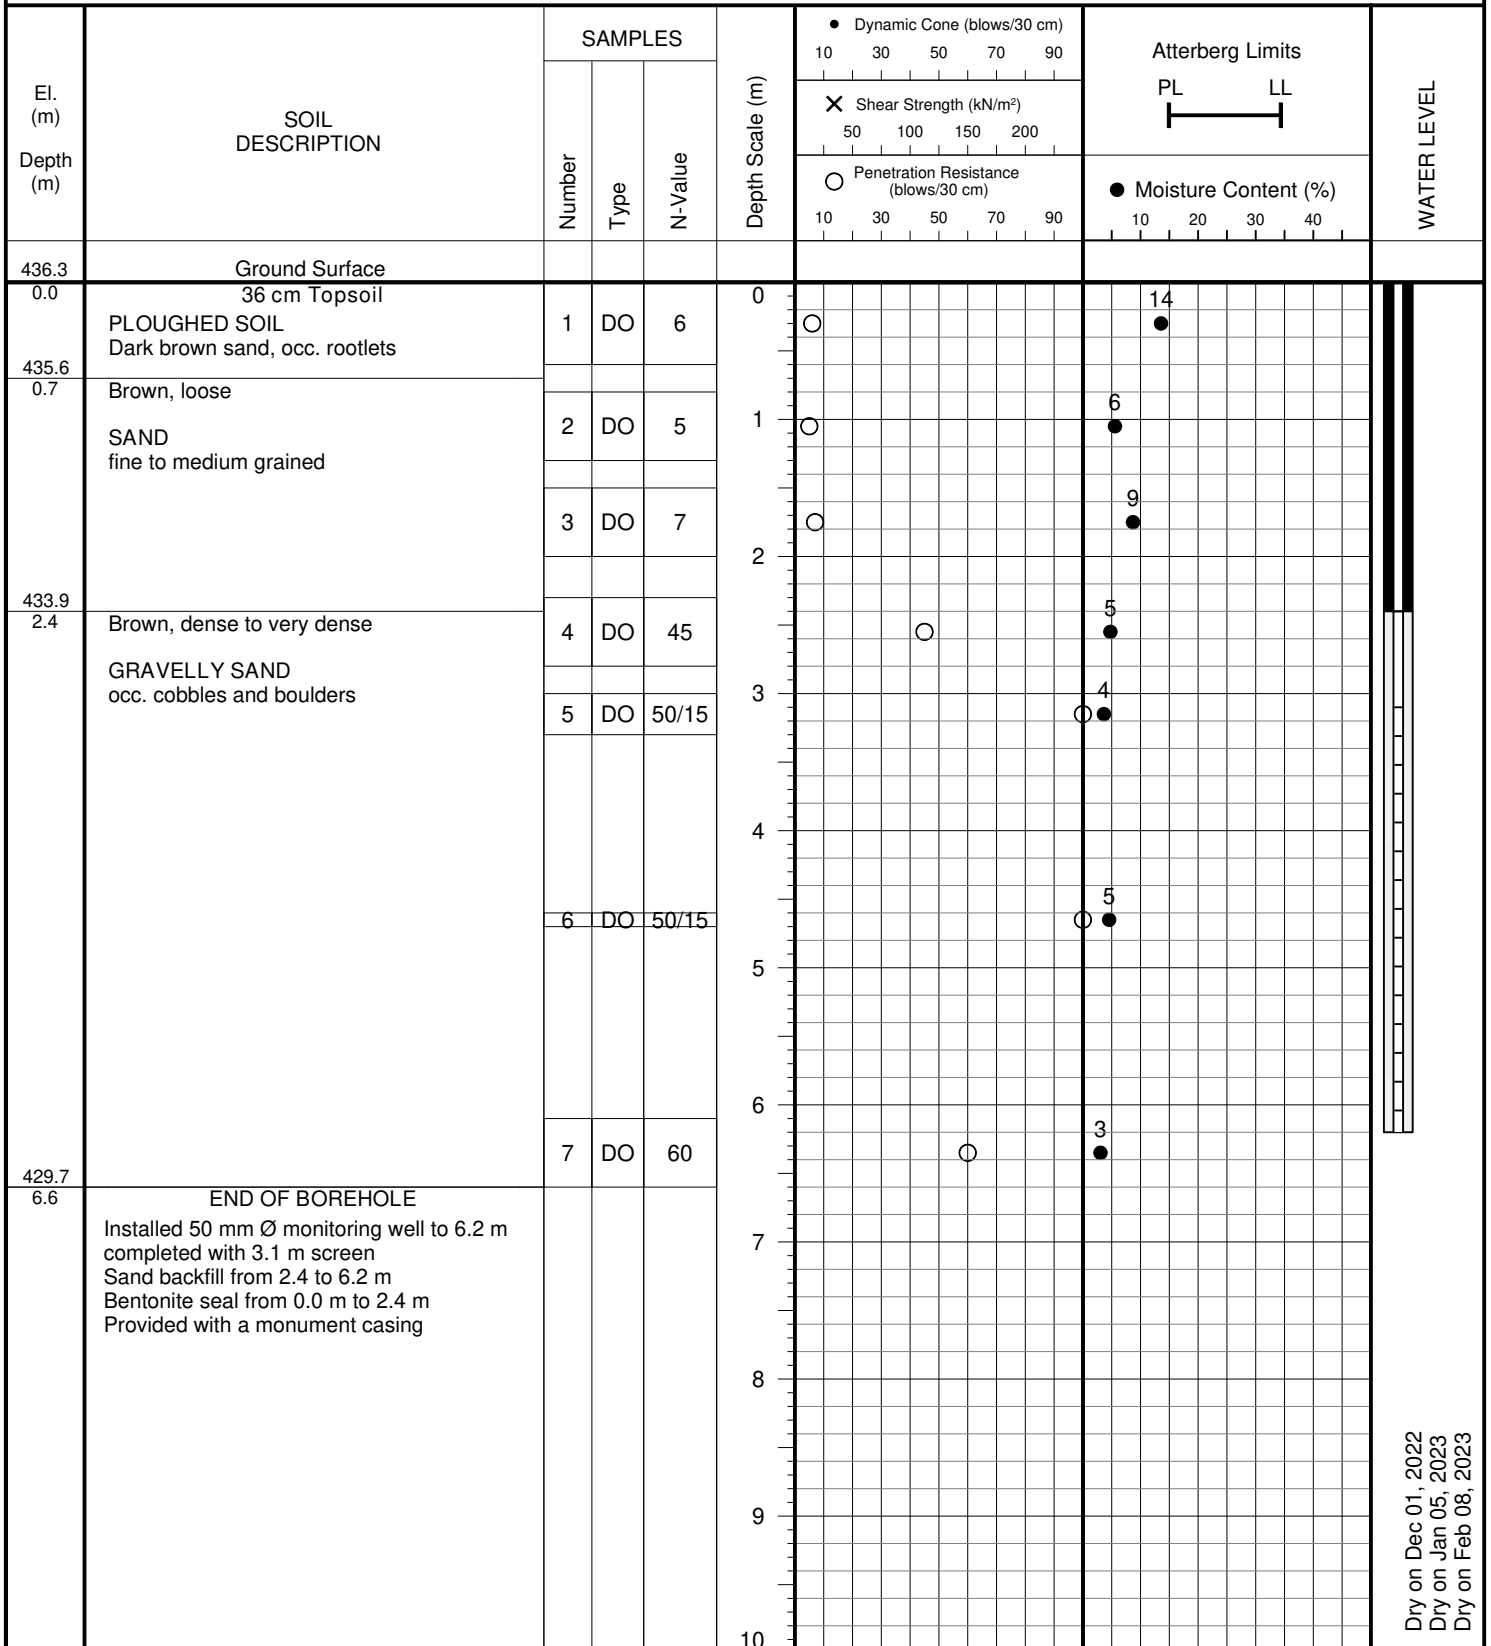 El.
(m)
Depth
(m)
SOIL
DESCRIPTION
SAMPLES
Number
Type
N-Value
Depth Scale (m)
● Dynamic Cone (blows/30 cm)
10 30 50 70 90
✕ Shear Strength (kN/m²)
50 100 150 200
○ Penetration Resistance
(blows/30 cm)
10 30 50 70 90
Atterberg Limits
PL LL
● Moisture Content (%)
10 20 30 40
WATER LEVEL
436.3 Ground Surface
0.0 36 cm Topsoil 0
14
PLOUGHED SOIL
1 DO 6
Dark brown sand, occ. rootlets
435.6
0.7 Brown, loose
6
1
2 DO 5
SAND
fine to medium grained
9
3 DO 7
2
433.9
5
2.4 Brown, dense to very dense
4 DO 45
GRAVELLY SAND
4
occ. cobbles and boulders 3
5 DO 50/15
4
5
6 DO 50/15
5
6
3
7 DO 60
429.7
6.6 END OF BOREHOLE
Installed 50 mm Ø monitoring well to 6.2 m
7
completed with 3.1 m screen
Sand backfill from 2.4 to 6.2 m
Bentonite seal from 0.0 m to 2.4 m
Provided with a monument casing
8
9
10
Dry on Dec 01, 2022
Dry on Jan 05, 2023
Dry on Feb 08, 2023